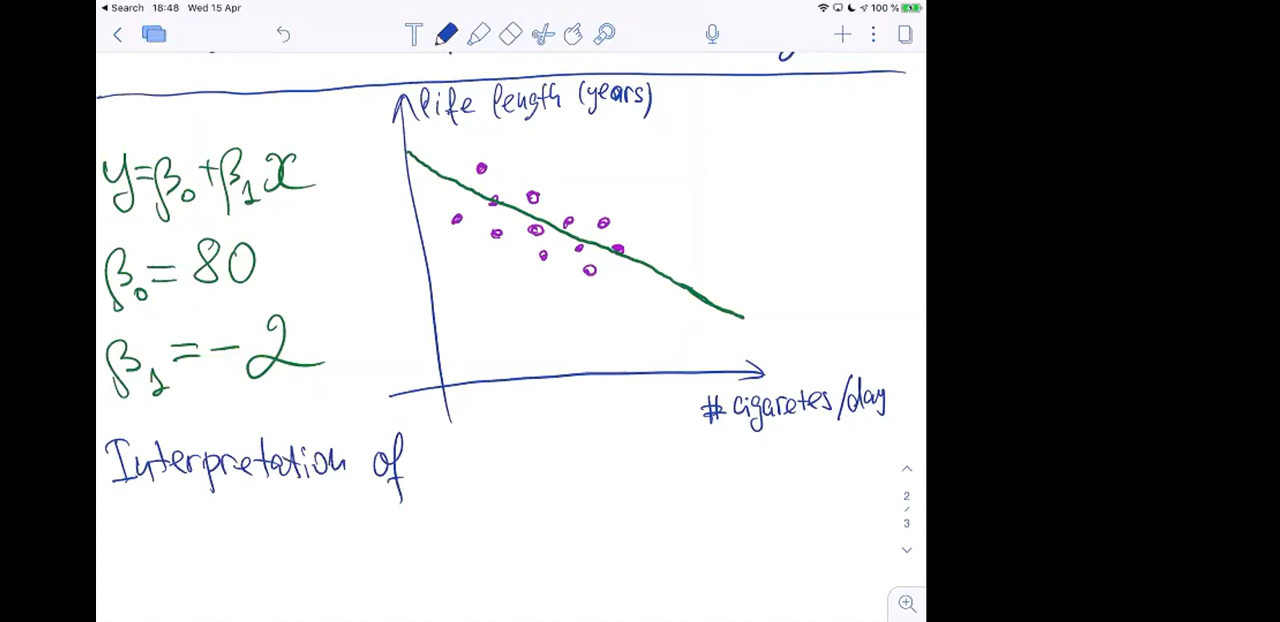 Search 18:48 Wed 15 Apr 100 %
T
life length (years)
y=β₀+β₁x
β₀=80
β₁=-2
# cigaretes/day
Interpretation of
2
/
3